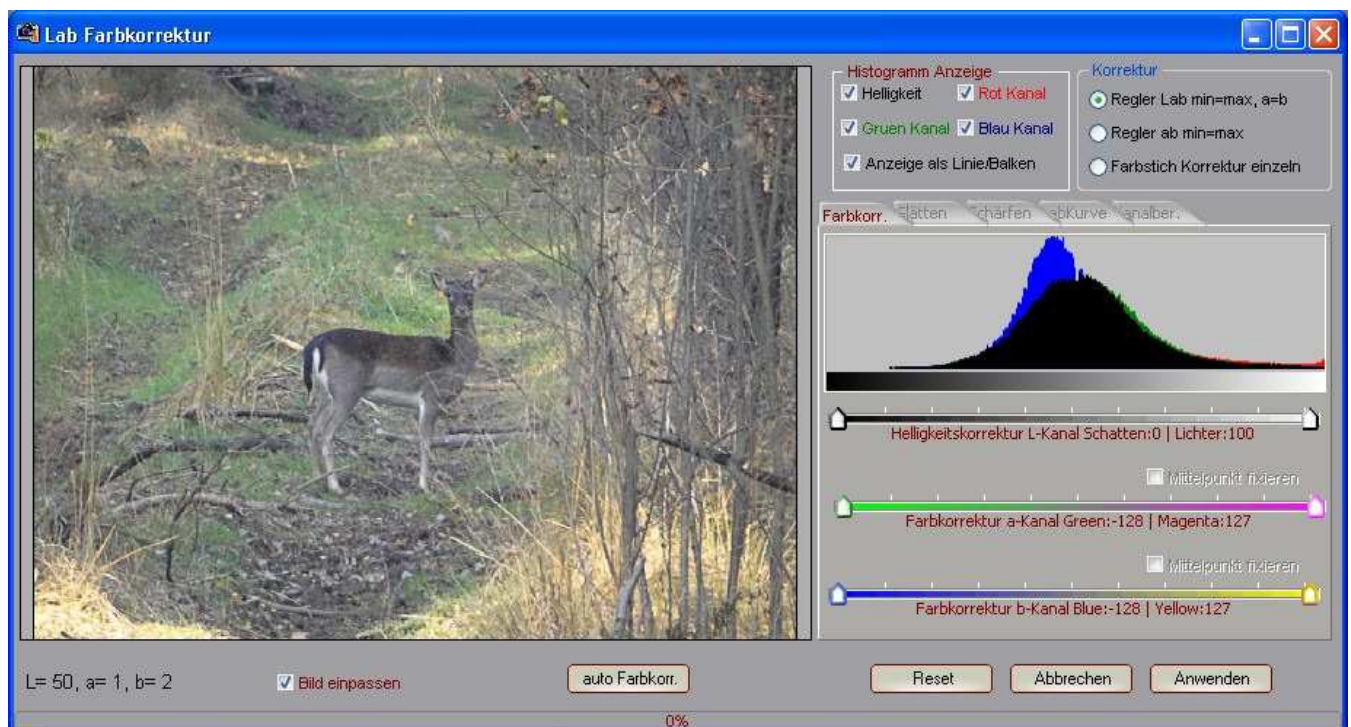 Lab Farbkorrektur
Histogramm Anzeige
Helligkeit Rot Kanal
Gruen Kanal Blau Kanal
Anzeige als Linie/Balken
Korrektur
Regler Lab min=max, a=b
Regler ab min=max
Farbstich Korrektur einzeln
Farbkorr. Kanalber.
Helligkeitskorrektur L-Kanal Schatten:0 | Lichter:100
Mittelpunkt fixieren
Farbkorrektur a-Kanal Green:-128 | Magenta:127
Mittelpunkt fixieren
Farbkorrektur b-Kanal Blue:-128 | Yellow:127
L= 50, a= 1, b= 2
Bild einpassen
auto Farbkorr.
Reset
Abbrechen
Anwenden
0%